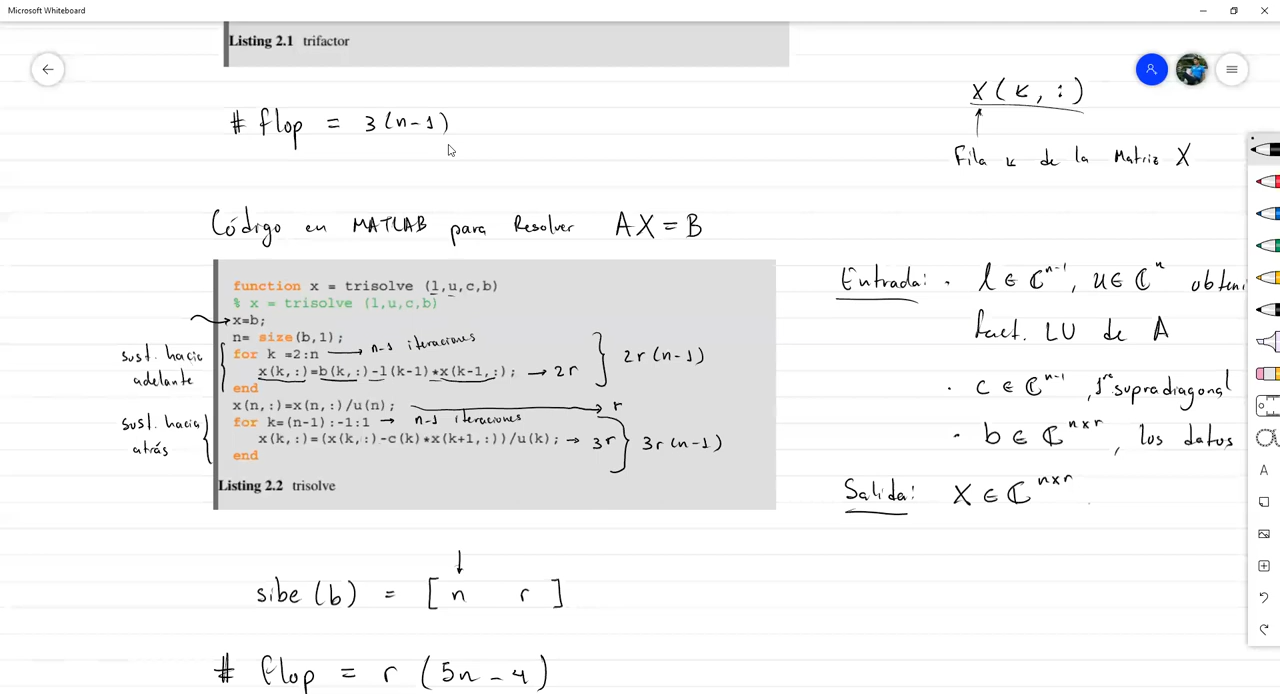 Microsoft Whiteboard
Listing 2.1 trifactor
# flop = 3(n-1)
X(k,:)
Fila k de la Matriz X
Código en MATLAB para Resolver AX = B
function x = trisolve (l,u,c,b)
% x = trisolve (l,u,c,b)
x=b;
n= size(b,1);
for k =2:n → n-1 iteraciones
x(k,:)=b(k,:)-l(k-1)*x(k-1,:); → 2r } 2r(n-1)
end
sust. hacia
adelante
x(n,:)=x(n,:)/u(n); → r
for k=(n-1):-1:1 → n-1 iteraciones
x(k,:)=(x(k,:)-c(k)*x(k+1,:))/u(k); → 3r } 3r(n-1)
end
sust. hacia
atrás
Listing 2.2 trisolve
Entrada: · l ∈ ℂⁿ⁻¹, u ∈ ℂⁿ obteni
fact. LU de A
· c ∈ ℂⁿ⁻¹, 1ʳᵃ supradiagonal
· b ∈ ℂⁿˣʳ, los datos
Salida: X ∈ ℂⁿˣʳ
sibe(b) = [n r]
# flop = r (5n - 4)
A